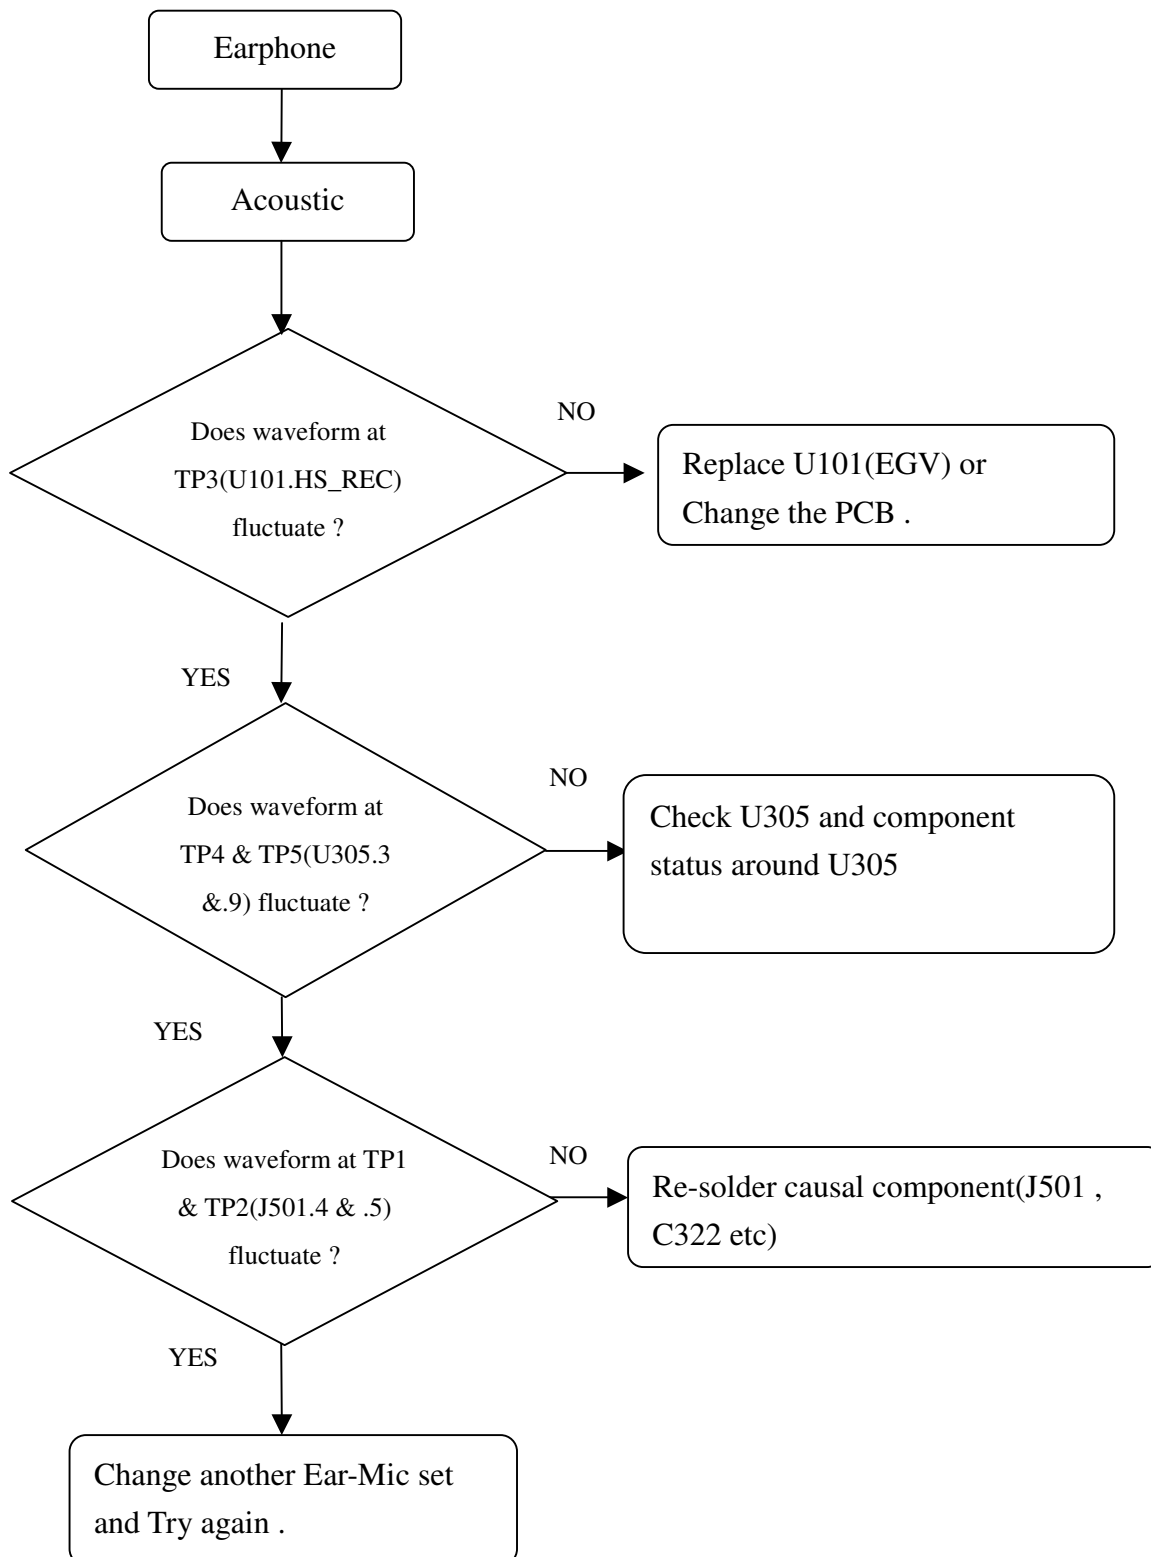 Earphone
Acoustic
Does waveform at
TP3(U101.HS_REC)
fluctuate ?
NO
Replace U101(EGV) or
Change the PCB .
YES
Does waveform at
TP4 & TP5(U305.3
&.9) fluctuate ?
NO
Check U305 and component
status around U305
YES
Does waveform at TP1
& TP2(J501.4 & .5)
fluctuate ?
NO
Re-solder causal component(J501 ,
C322 etc)
YES
Change another Ear-Mic set
and Try again .